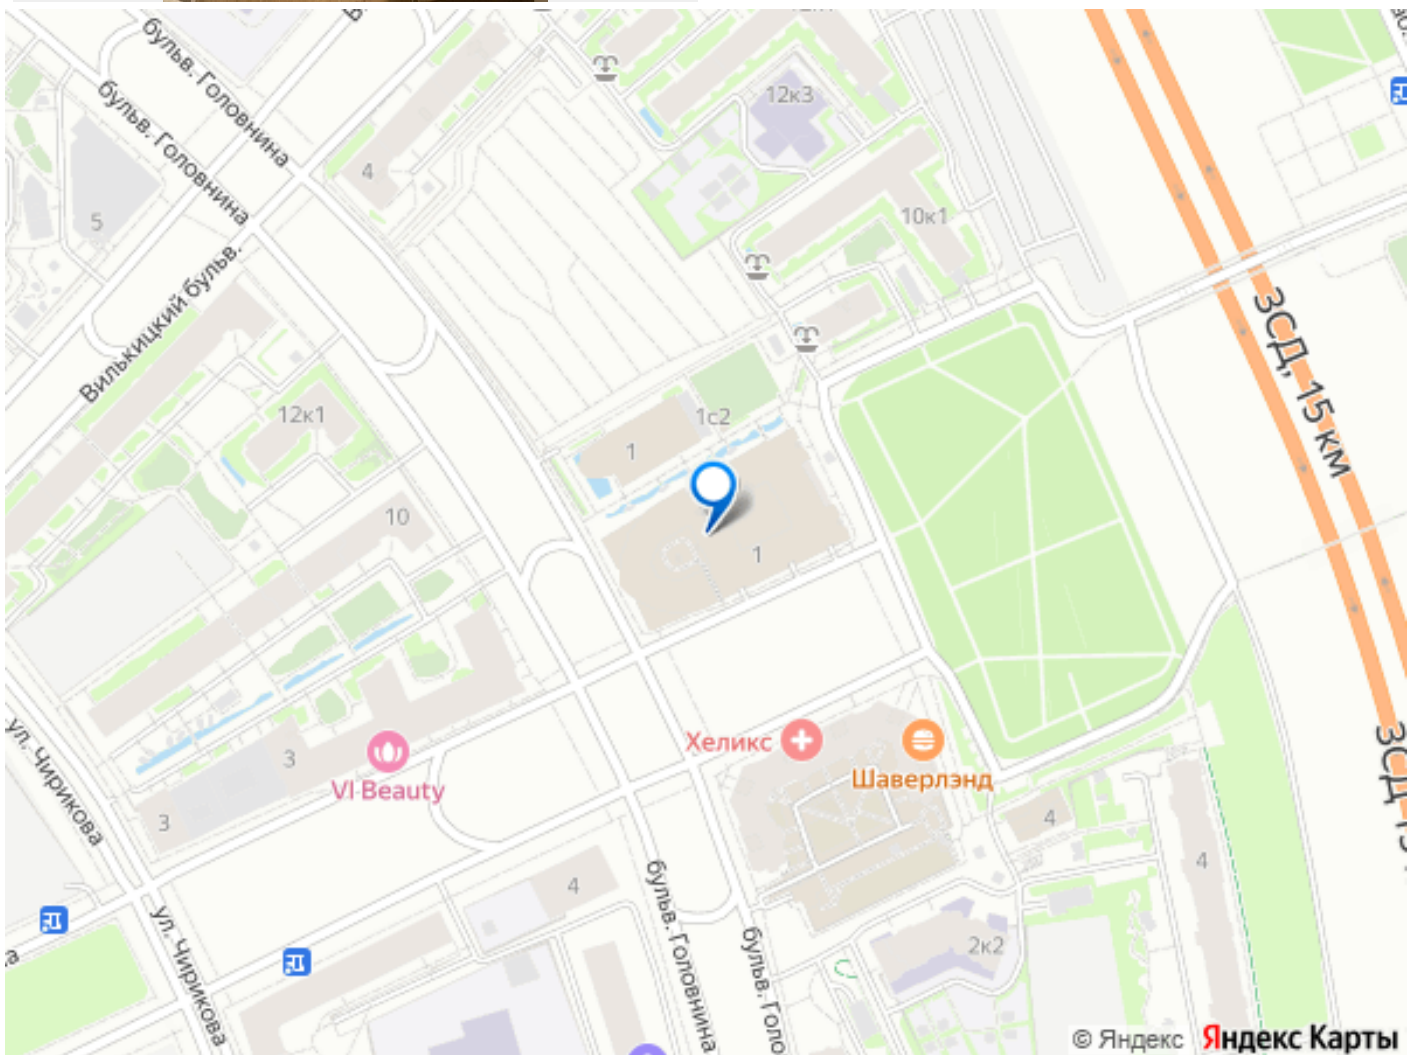 бульв. Головнина
бульв. Головнина
12к3
4
5
10к1
Вилькицкий бульв.
ЗСД, 15 км
12к1
1с2
1
10
1
ул. Чирикова
3
VI Beauty
3
Хеликс
Шаверлэнд
4
4
4
бульв. Головнина
ул. Чирикова
2к2
бульв. Голо
ЗСД
© Яндекс Яндекс Карты